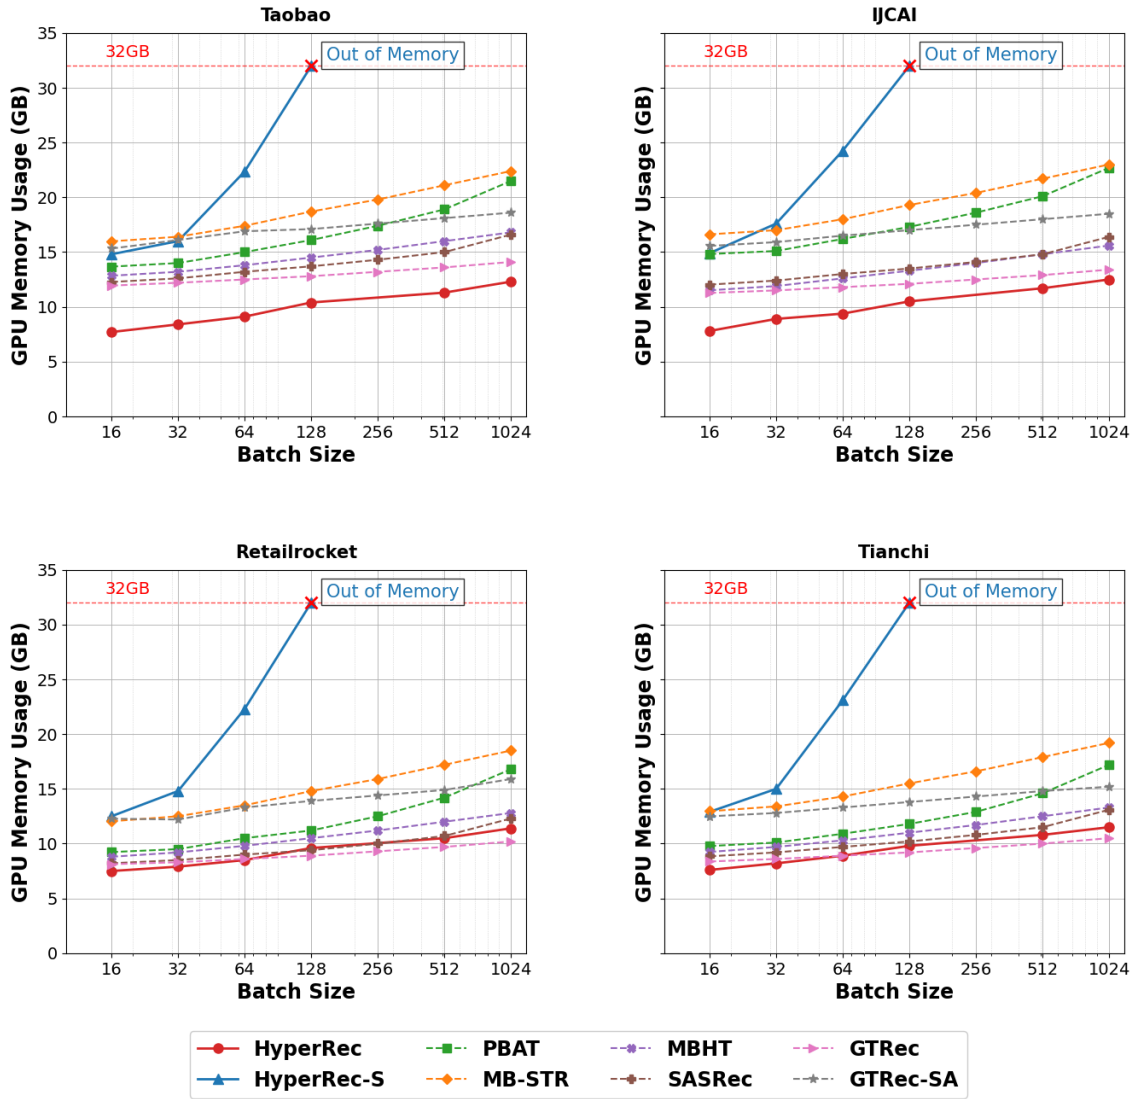 Taobao
IJCAI
35
30
25
20
15
10
5
0
GPU Memory Usage (GB)
32GB
Out of Memory
16 32 64 128 256 512 1024
Batch Size
GPU Memory Usage (GB)
32GB
Out of Memory
16 32 64 128 256 512 1024
Batch Size
Retailrocket
Tianchi
35
30
25
20
15
10
5
0
GPU Memory Usage (GB)
32GB
Out of Memory
16 32 64 128 256 512 1024
Batch Size
GPU Memory Usage (GB)
32GB
Out of Memory
16 32 64 128 256 512 1024
Batch Size
HyperRec PBAT MBHT GTRec
HyperRec-S MB-STR SASRec GTRec-SA